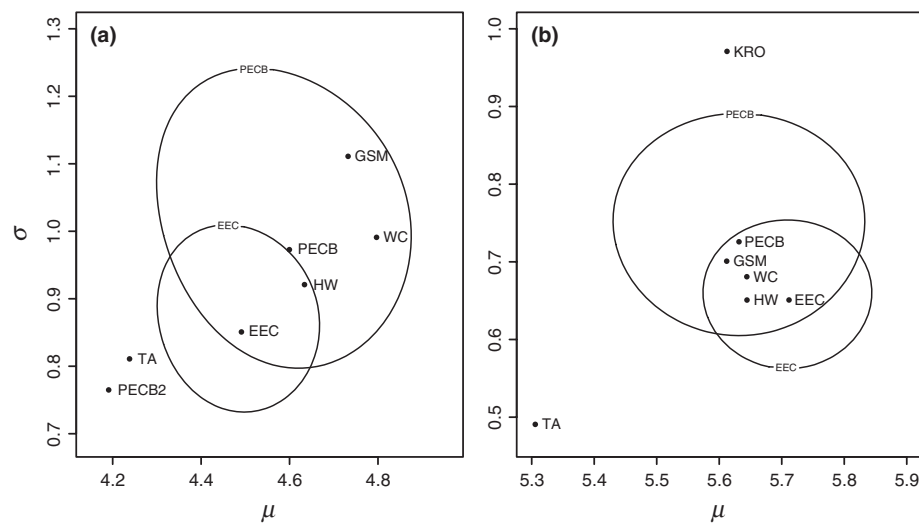 (a)
PECB
GSM
WC
EEC
PECB
HW
EEC
TA
PECB2
σ
1.3
1.2
1.1
1.0
0.9
0.8
0.7
4.2 4.4 4.6 4.8
μ
(b)
KRO
PECB
PECB
GSM
WC
HW EEC
EEC
TA
1.0
0.9
0.8
0.7
0.6
0.5
5.3 5.4 5.5 5.6 5.7 5.8 5.9
μ